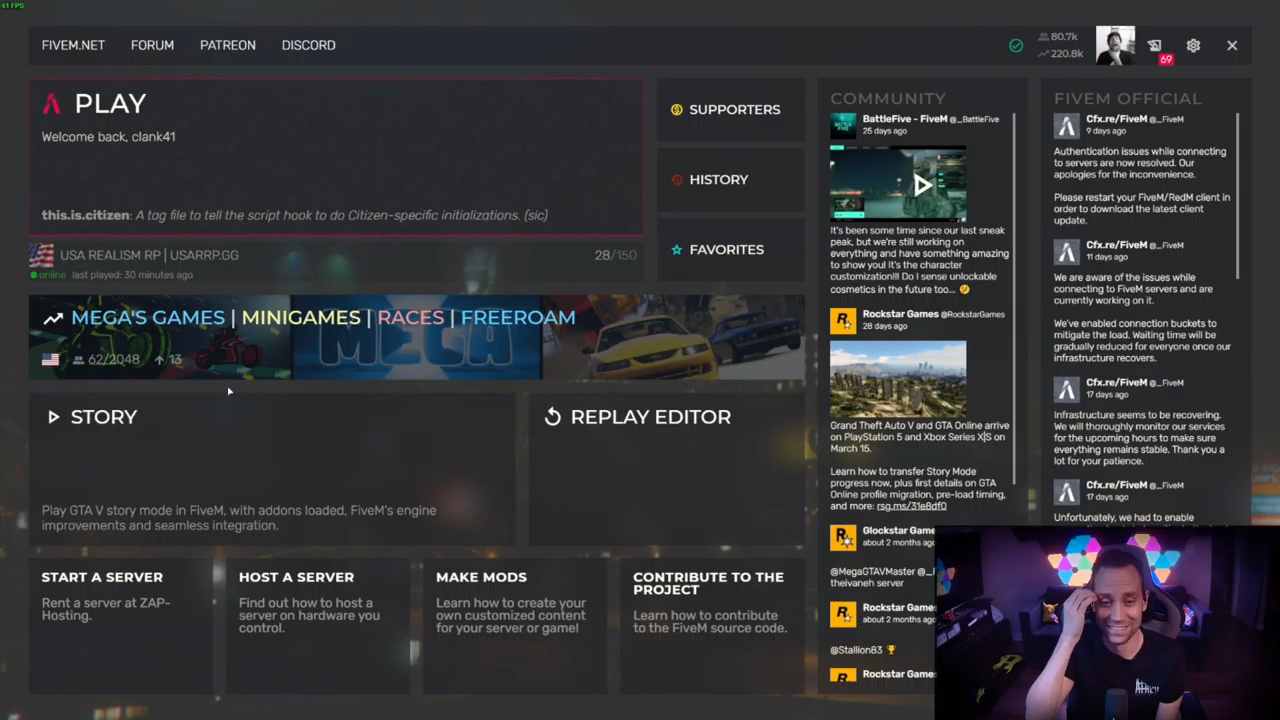 61 FPS
FIVEM.NET
FORUM
PATREON
DISCORD
80.7k
220.8k
69
PLAY
Welcome back, clank41
this.is.citizen: A tag file to tell the script hook to do Citizen-specific initializations. (sic)
USA REALISM RP | USARRP.GG
28/150
online
last played: 30 minutes ago
SUPPORTERS
HISTORY
FAVORITES
MEGA'S GAMES | MINIGAMES | RACES | FREEROAM
MEGA
62/2048
13
STORY
Play GTA V story mode in FiveM, with addons loaded, FiveM's engine
improvements and seamless integration.
REPLAY EDITOR
START A SERVER
Rent a server at ZAP-
Hosting.
HOST A SERVER
Find out how to host a
server on hardware you
control.
MAKE MODS
Learn how to create your
own customized content
for your server or game!
CONTRIBUTE TO THE
PROJECT
Learn how to contribute
to the FiveM source code.
COMMUNITY
BattleFive - FiveM @_BattleFive
25 days ago
It's been some time since our last sneak
peak, but we're still working on
everything and have something amazing
to show you! It's the character
customization!!! Do I sense unlockable
cosmetics in the future too... 🤣
Rockstar Games @RockstarGames
28 days ago
Grand Theft Auto V and GTA Online arrive
on PlayStation 5 and Xbox Series X|S on
March 15.
Learn how to transfer Story Mode
progress now, plus first details on GTA
Online profile migration, pre-load timing,
and more: rsg.ms/31e8df0
Glockstar Gam
about 2 months a
@MegaGTAVMaster @_
theivaneh server
Rockstar Game
about 2 months a
@Stallion83 🏆
Rockstar Game
FIVEM OFFICIAL
Cfx.re/FiveM @_FiveM
9 days ago
Authentication issues while connecting
to servers are now resolved. Our
apologies for the inconvenience.
Please restart your FiveM/RedM client in
order to download the latest client
update.
Cfx.re/FiveM @_FiveM
11 days ago
We are aware of the issues while
connecting to FiveM servers and are
currently working on it.
We've enabled connection buckets to
mitigate the load. Waiting time will be
gradually reduced for everyone once our
infrastructure recovers.
Cfx.re/FiveM @_FiveM
17 days ago
Infrastructure seems to be recovering.
We will thoroughly monitor our services
for the upcoming hours to make sure
everything remains stable. Thank you a
lot for your patience.
Cfx.re/FiveM @_FiveM
17 days ago
Unfortunately, we had to enable